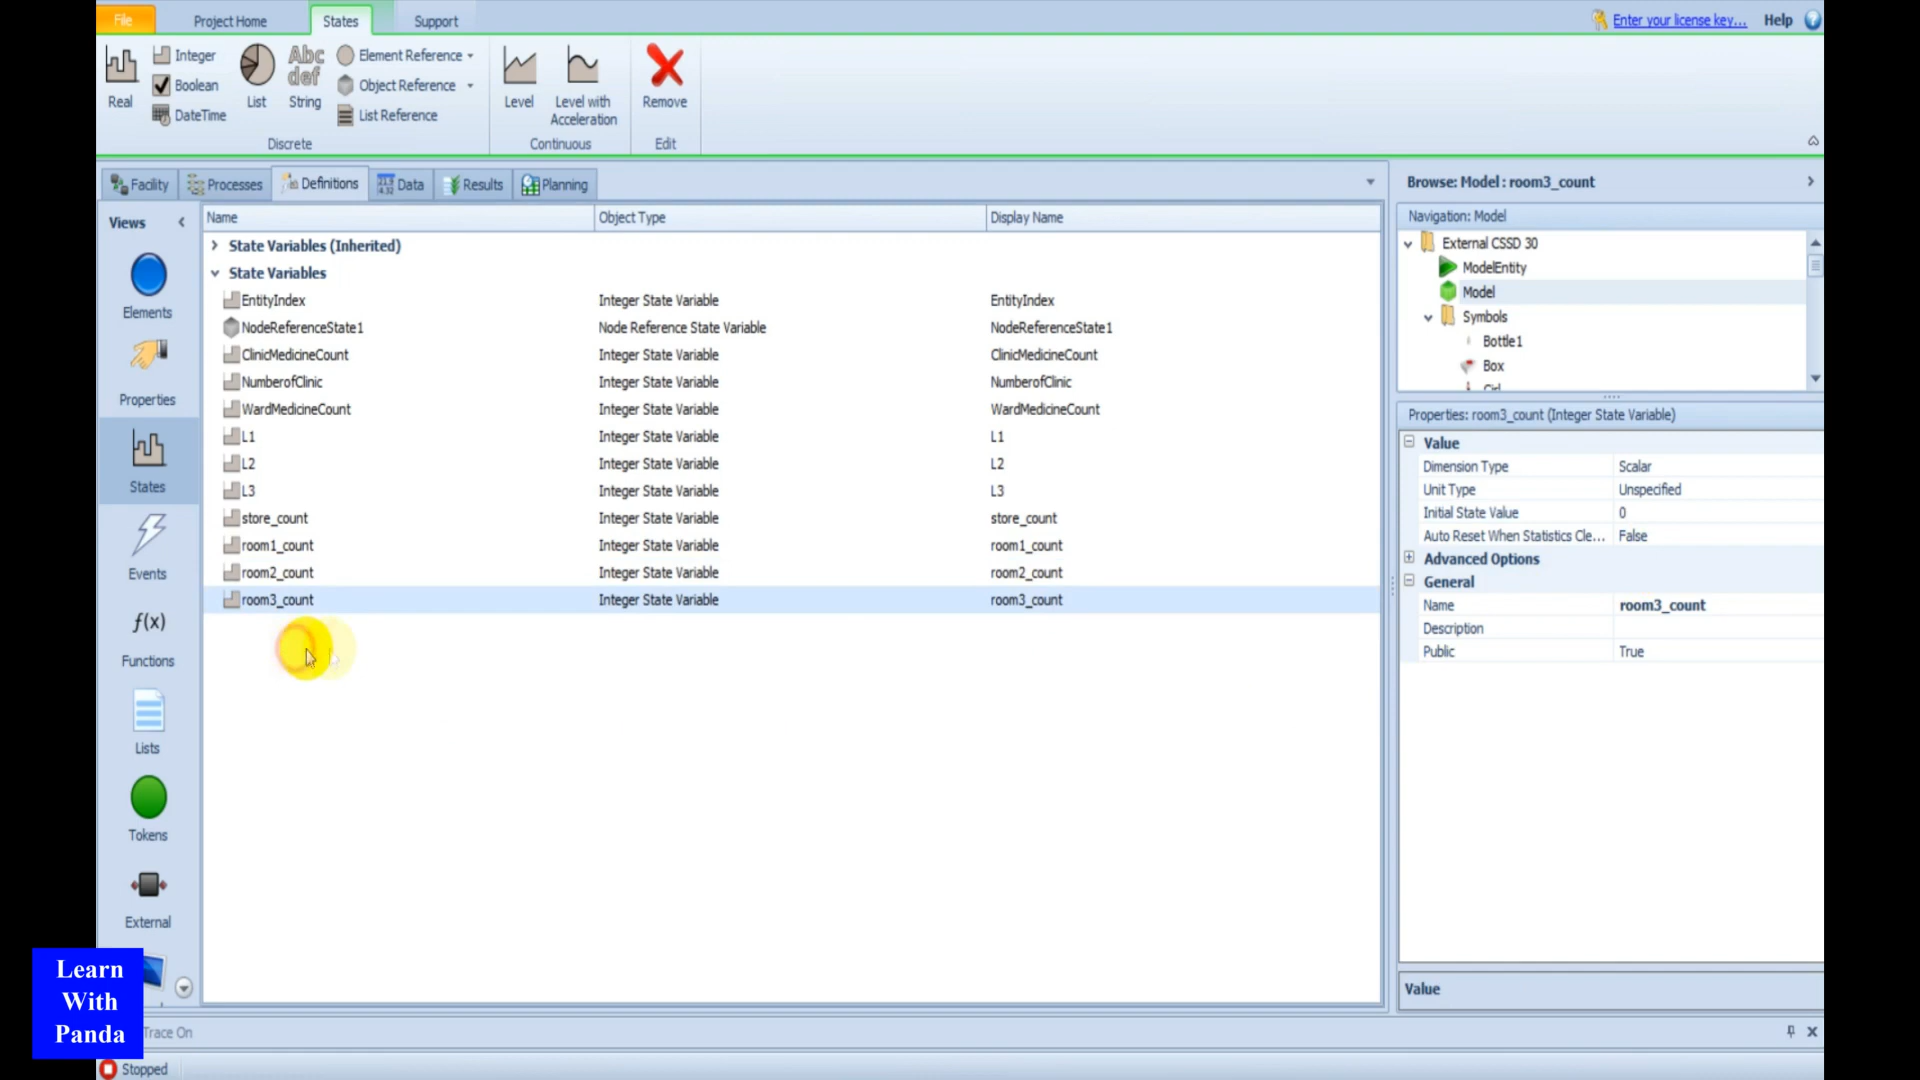 File Project Home States Support Enter your license key... Help
Real Integer Boolean DateTime List String Element Reference Object Reference List Reference Level Level with Acceleration Remove
Discrete Continuous Edit
Facility Processes Definitions Data Results Planning
Browse: Model : room3_count
Views
Name Object Type Display Name
Navigation: Model
State Variables (Inherited)
State Variables
EntityIndex Integer State Variable EntityIndex
NodeReferenceState1 Node Reference State Variable NodeReferenceState1
ClinicMedicineCount Integer State Variable ClinicMedicineCount
NumberofClinic Integer State Variable NumberofClinic
WardMedicineCount Integer State Variable WardMedicineCount
L1 Integer State Variable L1
L2 Integer State Variable L2
L3 Integer State Variable L3
store_count Integer State Variable store_count
room1_count Integer State Variable room1_count
room2_count Integer State Variable room2_count
room3_count Integer State Variable room3_count
Elements
Properties
States
Events
f(x)
Functions
Lists
Tokens
External
External CSSD 30
ModelEntity
Model
Symbols
Bottle1
Box
Properties: room3_count (Integer State Variable)
Value
Dimension Type Scalar
Unit Type Unspecified
Initial State Value 0
Auto Reset When Statistics Cle... False
Advanced Options
General
Name room3_count
Description
Public True
Value
Learn
With
Panda
Trace On
Stopped